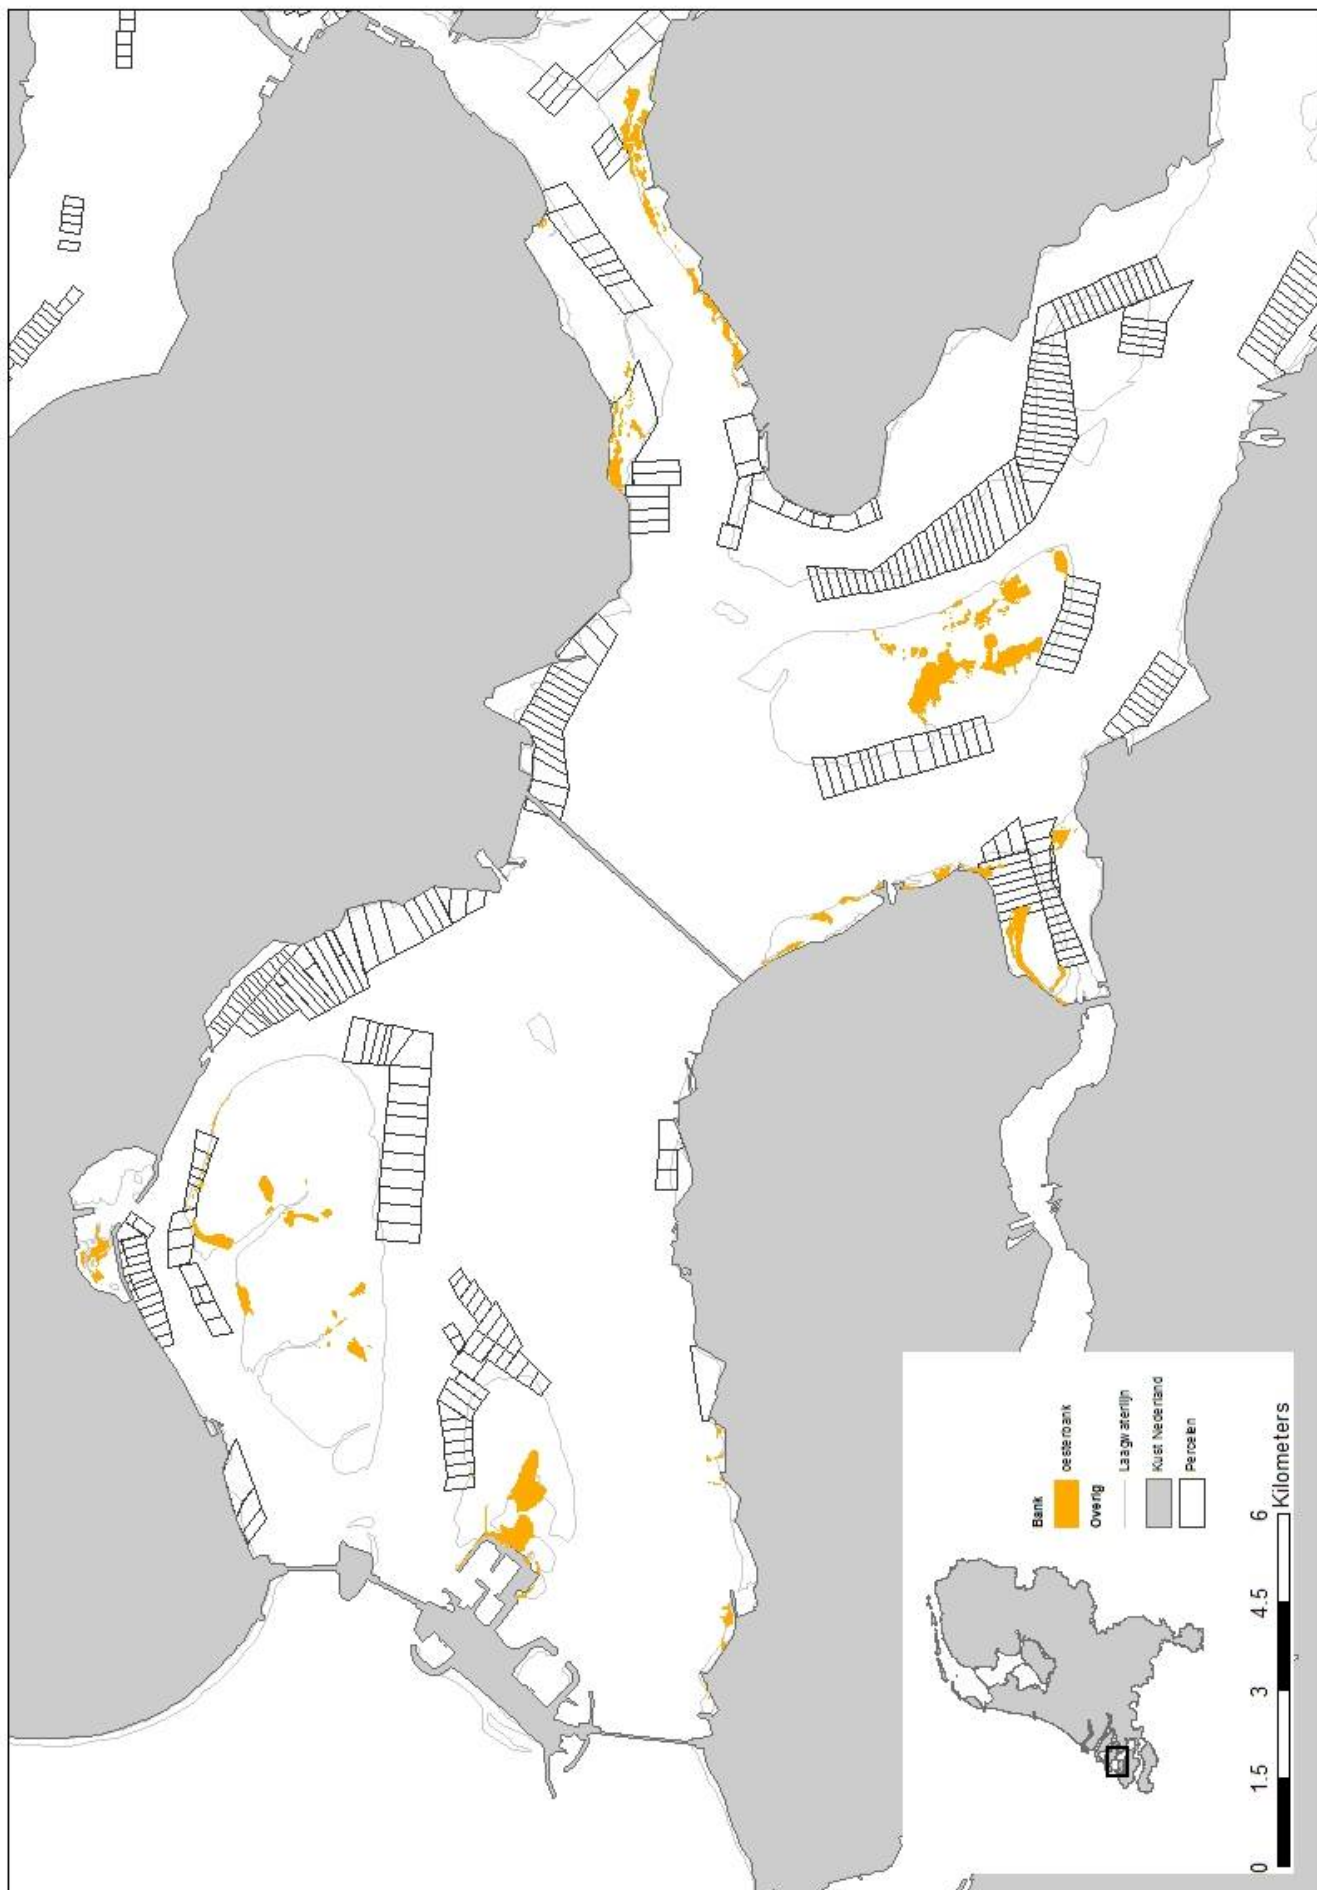 Bank
oesterbank
Overig
Laagwaterlijn
Kust Nederland
Percelen
0 1.5 3 4.5 6
Kilometers